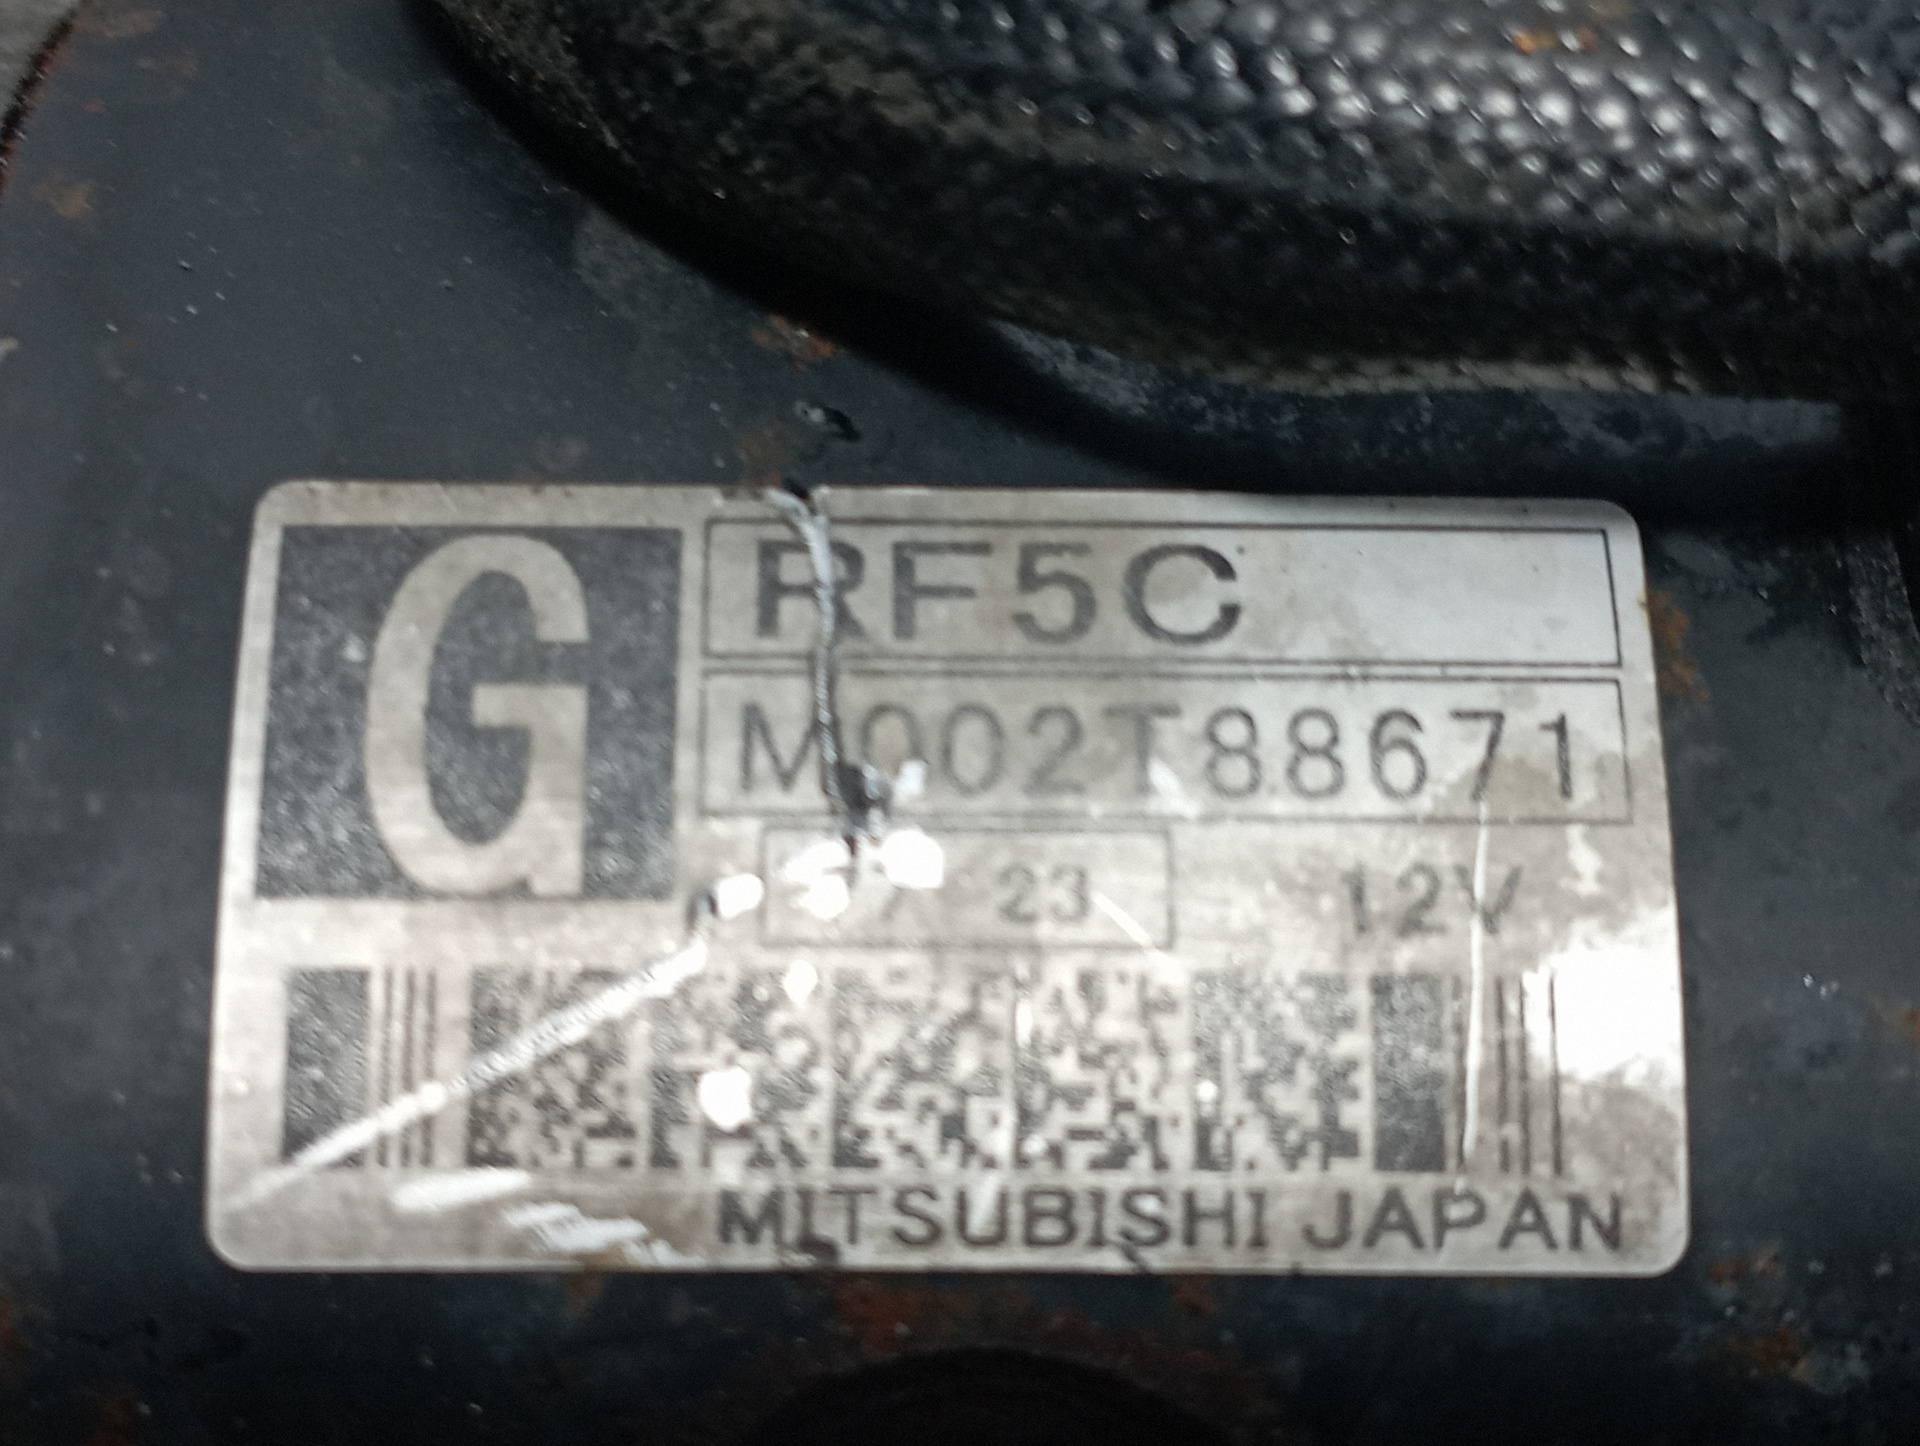 G
RF5C
M002T88671
23
12V
MITSUBISHI JAPAN